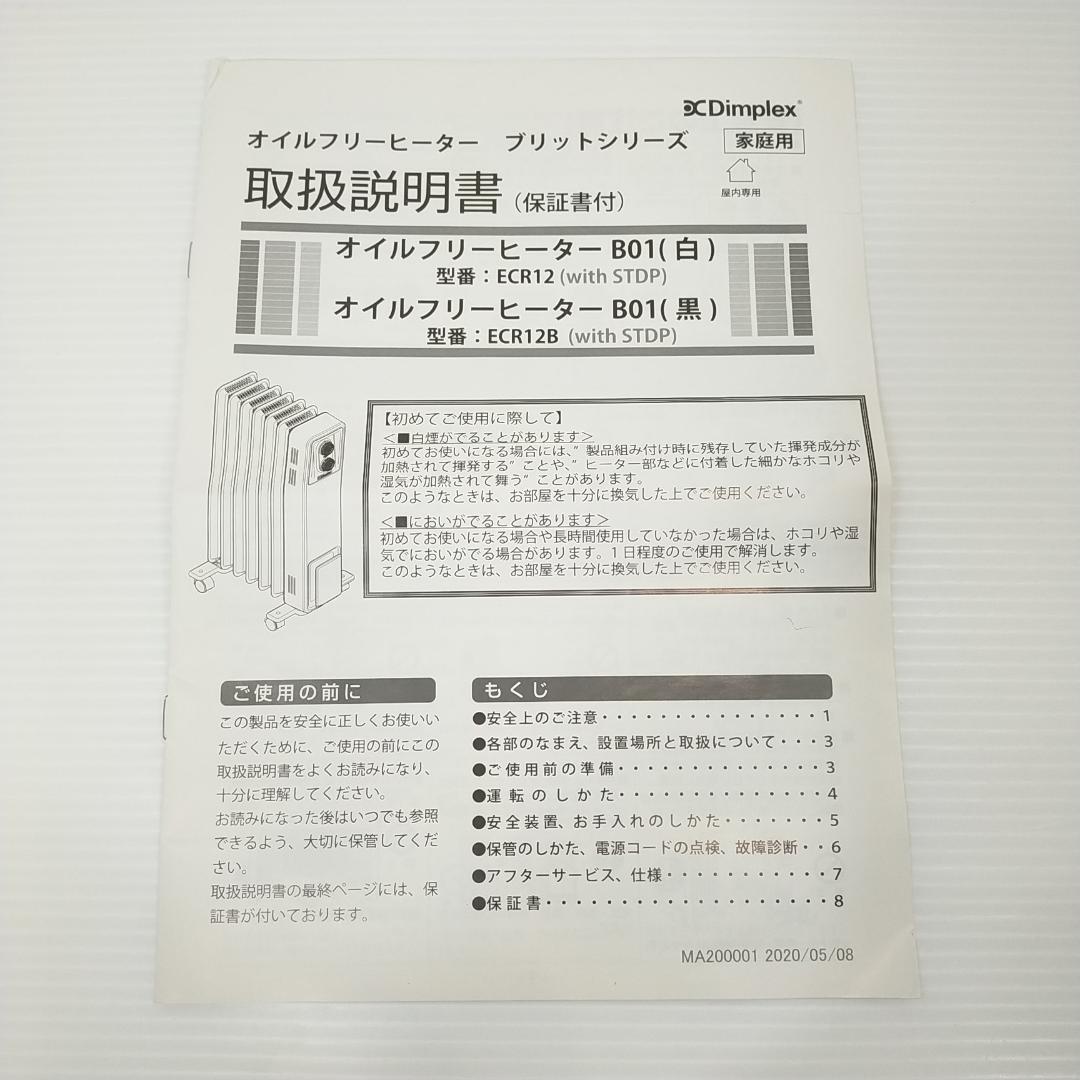 Dimplex®
オイルフリーヒーター ブリットシリーズ 家庭用
取扱説明書(保証書付)
屋内専用
オイルフリーヒーター B01( 白 )
型番：ECR12 (with STDP)
オイルフリーヒーター B01( 黒 )
型番：ECR12B (with STDP)
【初めてご使用に際して】
＜■白煙がでることがあります＞
初めてお使いになる場合には、”製品組み付け時に残存していた揮発成分が
加熱されて揮発する”ことや、”ヒーター部などに付着した細かなホコリや
湿気が加熱されて舞う”ことがあります。
このようなときは、お部屋を十分に換気した上でご使用ください。
＜■においがでることがあります＞
初めてお使いになる場合や長時間使用していなかった場合は、ホコリや湿
気でにおいがでる場合があります。1日程度のご使用で解消します。
このようなときは、お部屋を十分に換気した上でご使用ください。
ご使用の前に
この製品を安全に正しくお使いい
ただくために、ご使用の前にこの
取扱説明書をよくお読みになり、
十分に理解してください。
お読みになった後はいつでも参照
できるよう、大切に保管してくだ
さい。
取扱説明書の最終ページには、保
証書が付いております。
もくじ
●安全上のご注意・・・・・・・・・・・・・・・1
●各部のなまえ、設置場所と取扱について・・・3
●ご使用前の準備・・・・・・・・・・・・・・3
●運転のしかた・・・・・・・・・・・・・・4
●安全装置、お手入れのしかた・・・・・・・5
●保管のしかた、電源コードの点検、故障診断・・6
●アフターサービス、仕様・・・・・・・・・・・7
●保証書・・・・・・・・・・・・・・・・・・・8
MA200001 2020/05/08